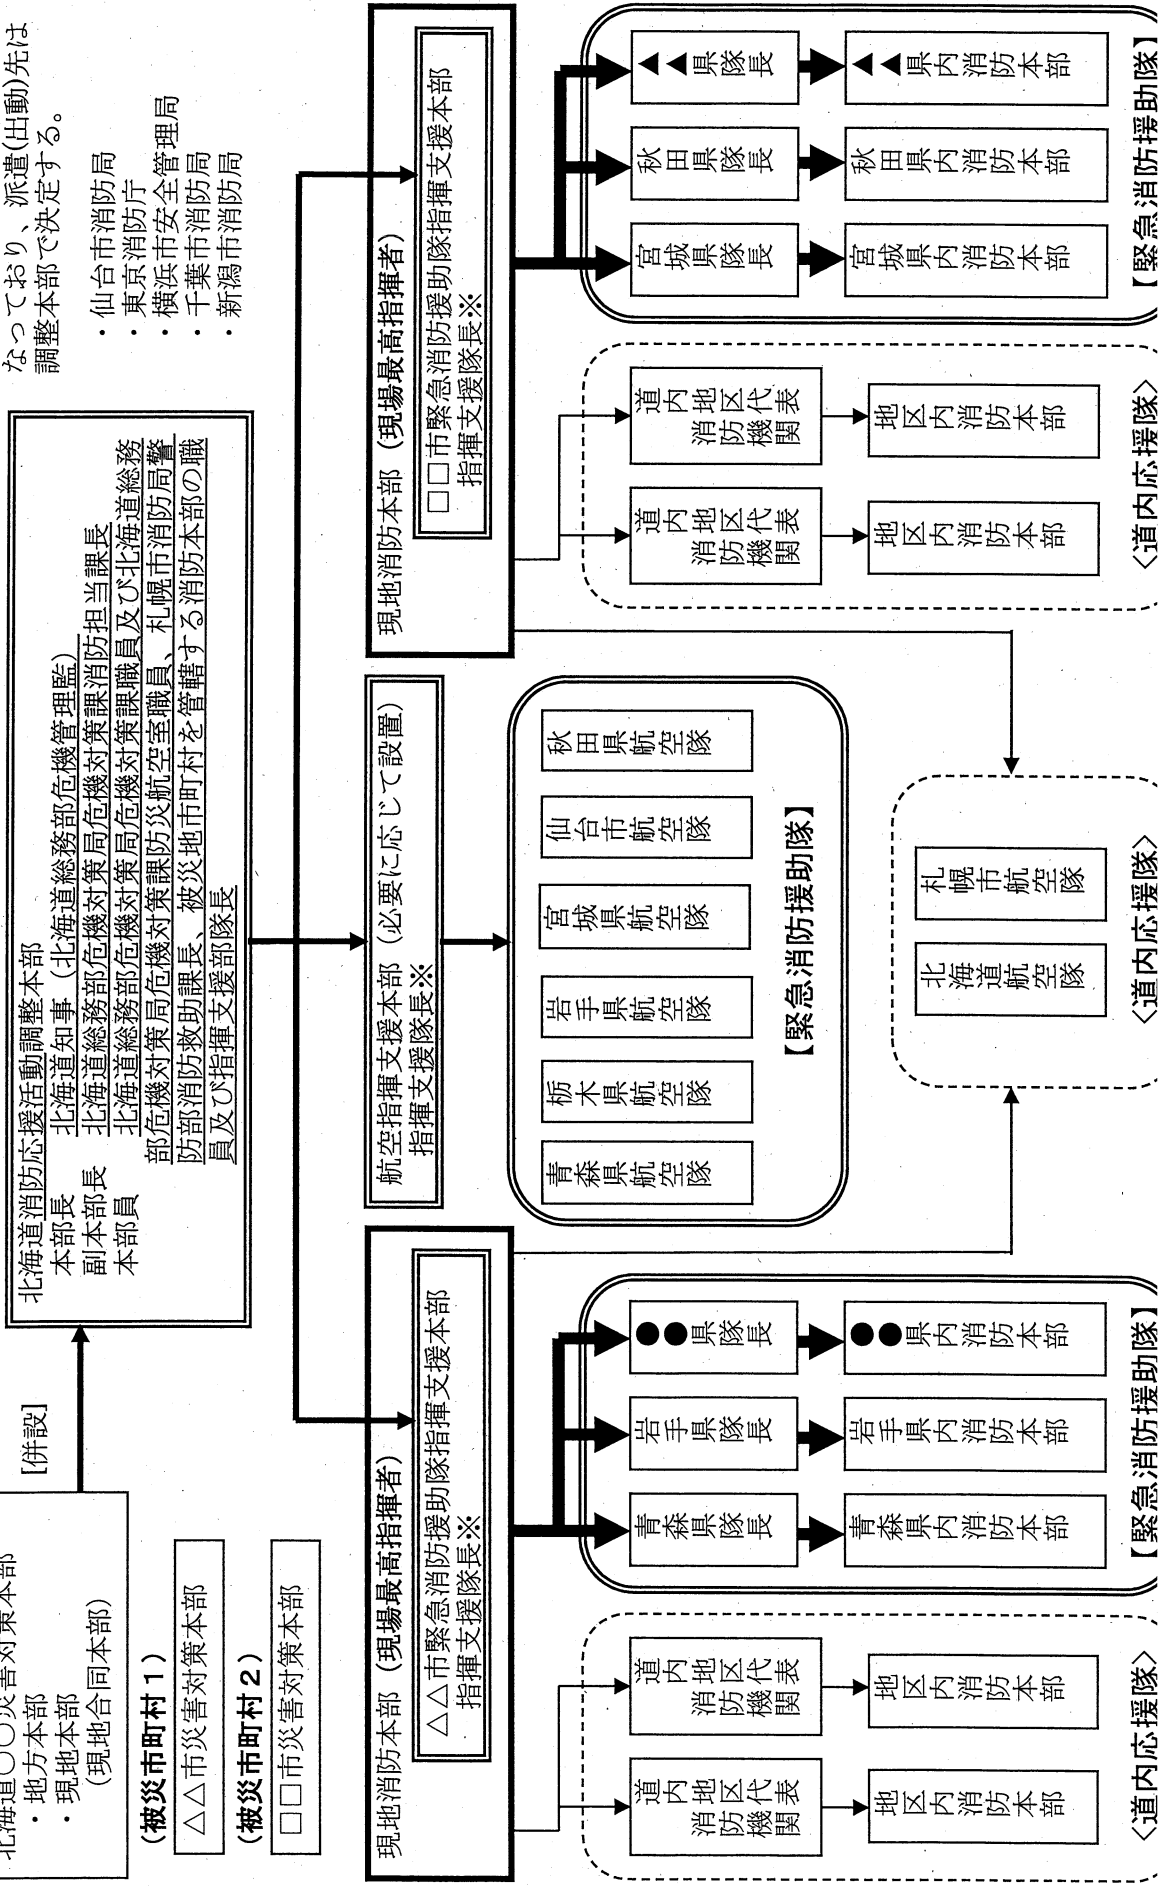 北海道〇〇災害対策本部
・地方本部
・現地本部
（現地合同本部）
[併設]
（被災市町村１）
△△市災害対策本部
（被災市町村２）
□□市災害対策本部
北海道消防応援活動調整本部
本部長　北海道知事（北海道総務部危機管理監）
副本部長　北海道総務部危機対策局危機対策課消防担当課長
本部員　北海道総務部危機対策局危機対策課職員及び北海道総務
部危機対策局危機対策課防災航空室職員、札幌市消防局警
防部消防救助課長、被災地市町村を管轄する消防本部の職
員及び指揮支援部隊長
なっており、派遣(出動)先は
調整本部で決定する。
・仙台市消防局
・東京消防庁
・横浜市安全管理局
・千葉市消防局
・新潟市消防局
現地消防本部（現場最高指揮者）
△△市緊急消防援助隊指揮支援本部
指揮支援隊長※
航空指揮支援本部（必要に応じて設置）
指揮支援隊長※
現地消防本部（現場最高指揮者）
□□市緊急消防援助隊指揮支援本部
指揮支援隊長※
道内地区代表
消防機関
道内地区代表
消防機関
地区内消防本部
地区内消防本部
＜道内応援隊＞
青森県隊長
岩手県隊長
●●県隊長
青森県内消防本部
岩手県内消防本部
●●県内消防本部
【緊急消防援助隊】
青森県航空隊
栃木県航空隊
岩手県航空隊
宮城県航空隊
仙台市航空隊
秋田県航空隊
【緊急消防援助隊】
北海道航空隊
札幌市航空隊
＜道内応援隊＞
道内地区代表
消防機関
道内地区代表
消防機関
地区内消防本部
地区内消防本部
＜道内応援隊＞
宮城県隊長
秋田県隊長
▲▲県隊長
宮城県内消防本部
秋田県内消防本部
▲▲県内消防本部
【緊急消防援助隊】